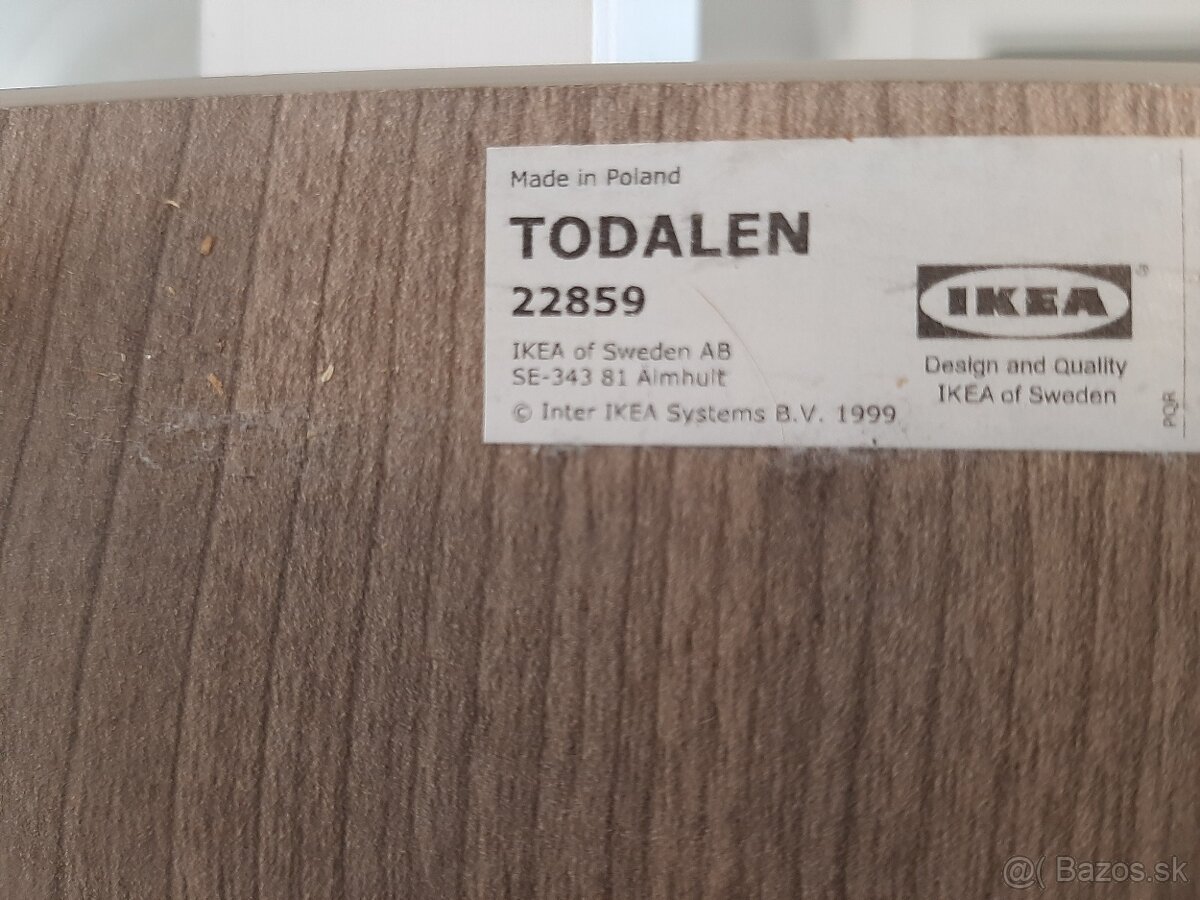 Made in Poland
TODALEN
22859
IKEA of Sweden AB
SE-343 81 Älmhult
© Inter IKEA Systems B.V. 1999
IKEA®
Design and Quality
IKEA of Sweden
PQR
@( Bazos.sk